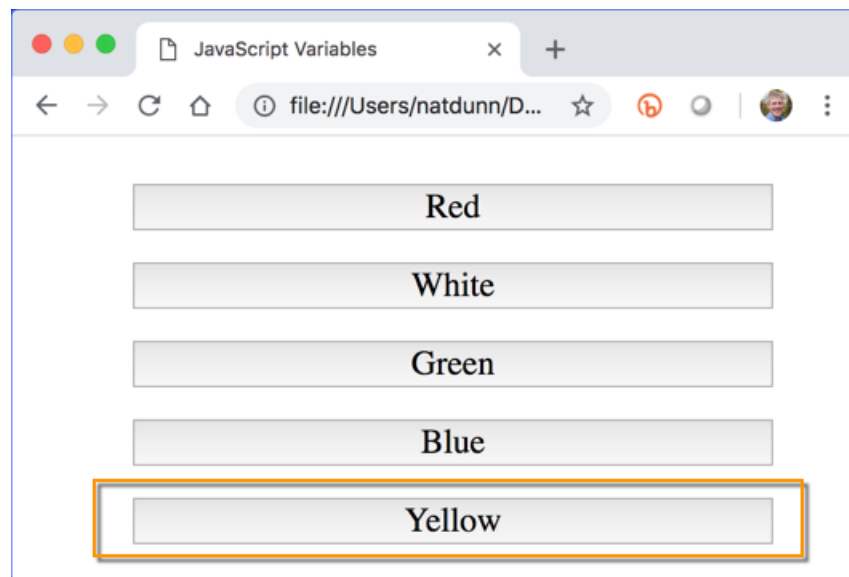 JavaScript Variables
file:///Users/natdunn/D...
Red
White
Green
Blue
Yellow